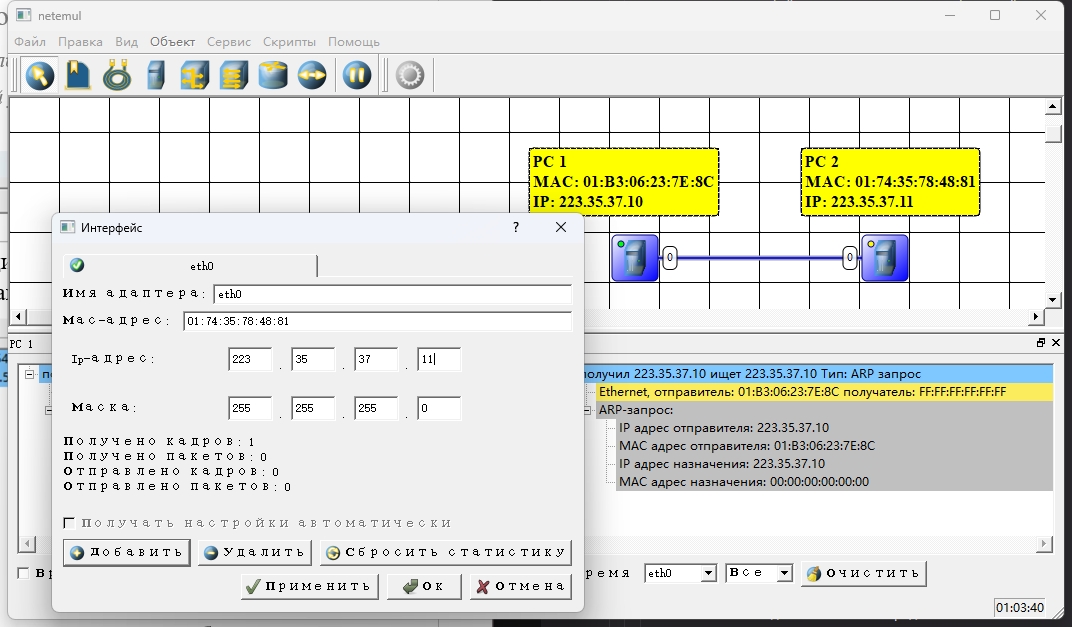 netemul
Файл Правка Вид Объект Сервис Скрипты Помощь
PC 1
MAC: 01:B3:06:23:7E:8C
IP: 223.35.37.10
PC 2
MAC: 01:74:35:78:48:81
IP: 223.35.37.11
0
0
Интерфейс
?
eth0
Имя адаптера: eth0
Mac-адрес: 01:74:35:78:48:81
Ip-адрес: 223 . 35 . 37 . 11
Маска: 255 . 255 . 255 . 0
Получено кадров: 1
Получено пакетов: 0
Отправлено кадров: 0
Отправлено пакетов: 0
Получать настройки автоматически
Добавить Удалить Сбросить статистику
Применить Ок Отмена
PC 1
получил 223.35.37.10 ищет 223.35.37.10 Тип: ARP запрос
Ethernet, отправитель: 01:B3:06:23:7E:8C получатель: FF:FF:FF:FF:FF:FF
ARP-запрос:
IP адрес отправителя: 223.35.37.10
MAC адрес отправителя: 01:B3:06:23:7E:8C
IP адрес назначения: 223.35.37.10
MAC адрес назначения: 00:00:00:00:00:00
ремя eth0 Все Очистить
01:03:40